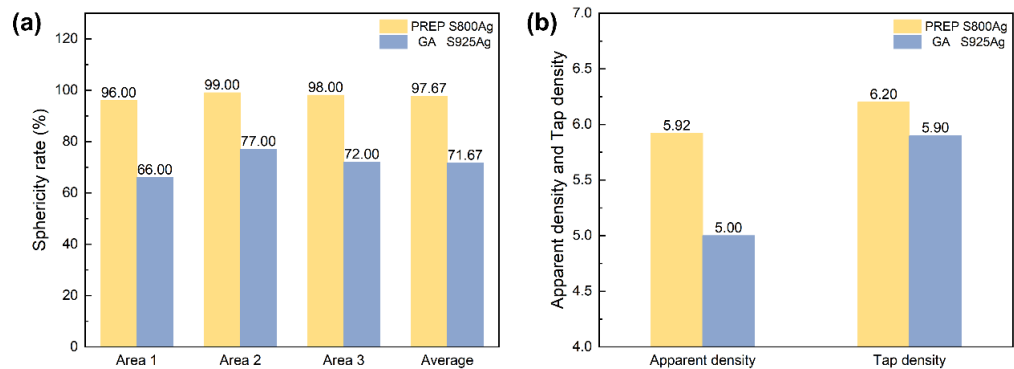 (a)
PREP S800Ag
GA S925Ag
Sphericity rate (%)
120
100
80
60
40
20
0
96.00
66.00
99.00
77.00
98.00
72.00
97.67
71.67
Area 1
Area 2
Area 3
Average
(b)
PREP S800Ag
GA S925Ag
Apparent density and Tap density
7.0
6.5
6.0
5.5
5.0
4.5
4.0
5.92
5.00
6.20
5.90
Apparent density
Tap density